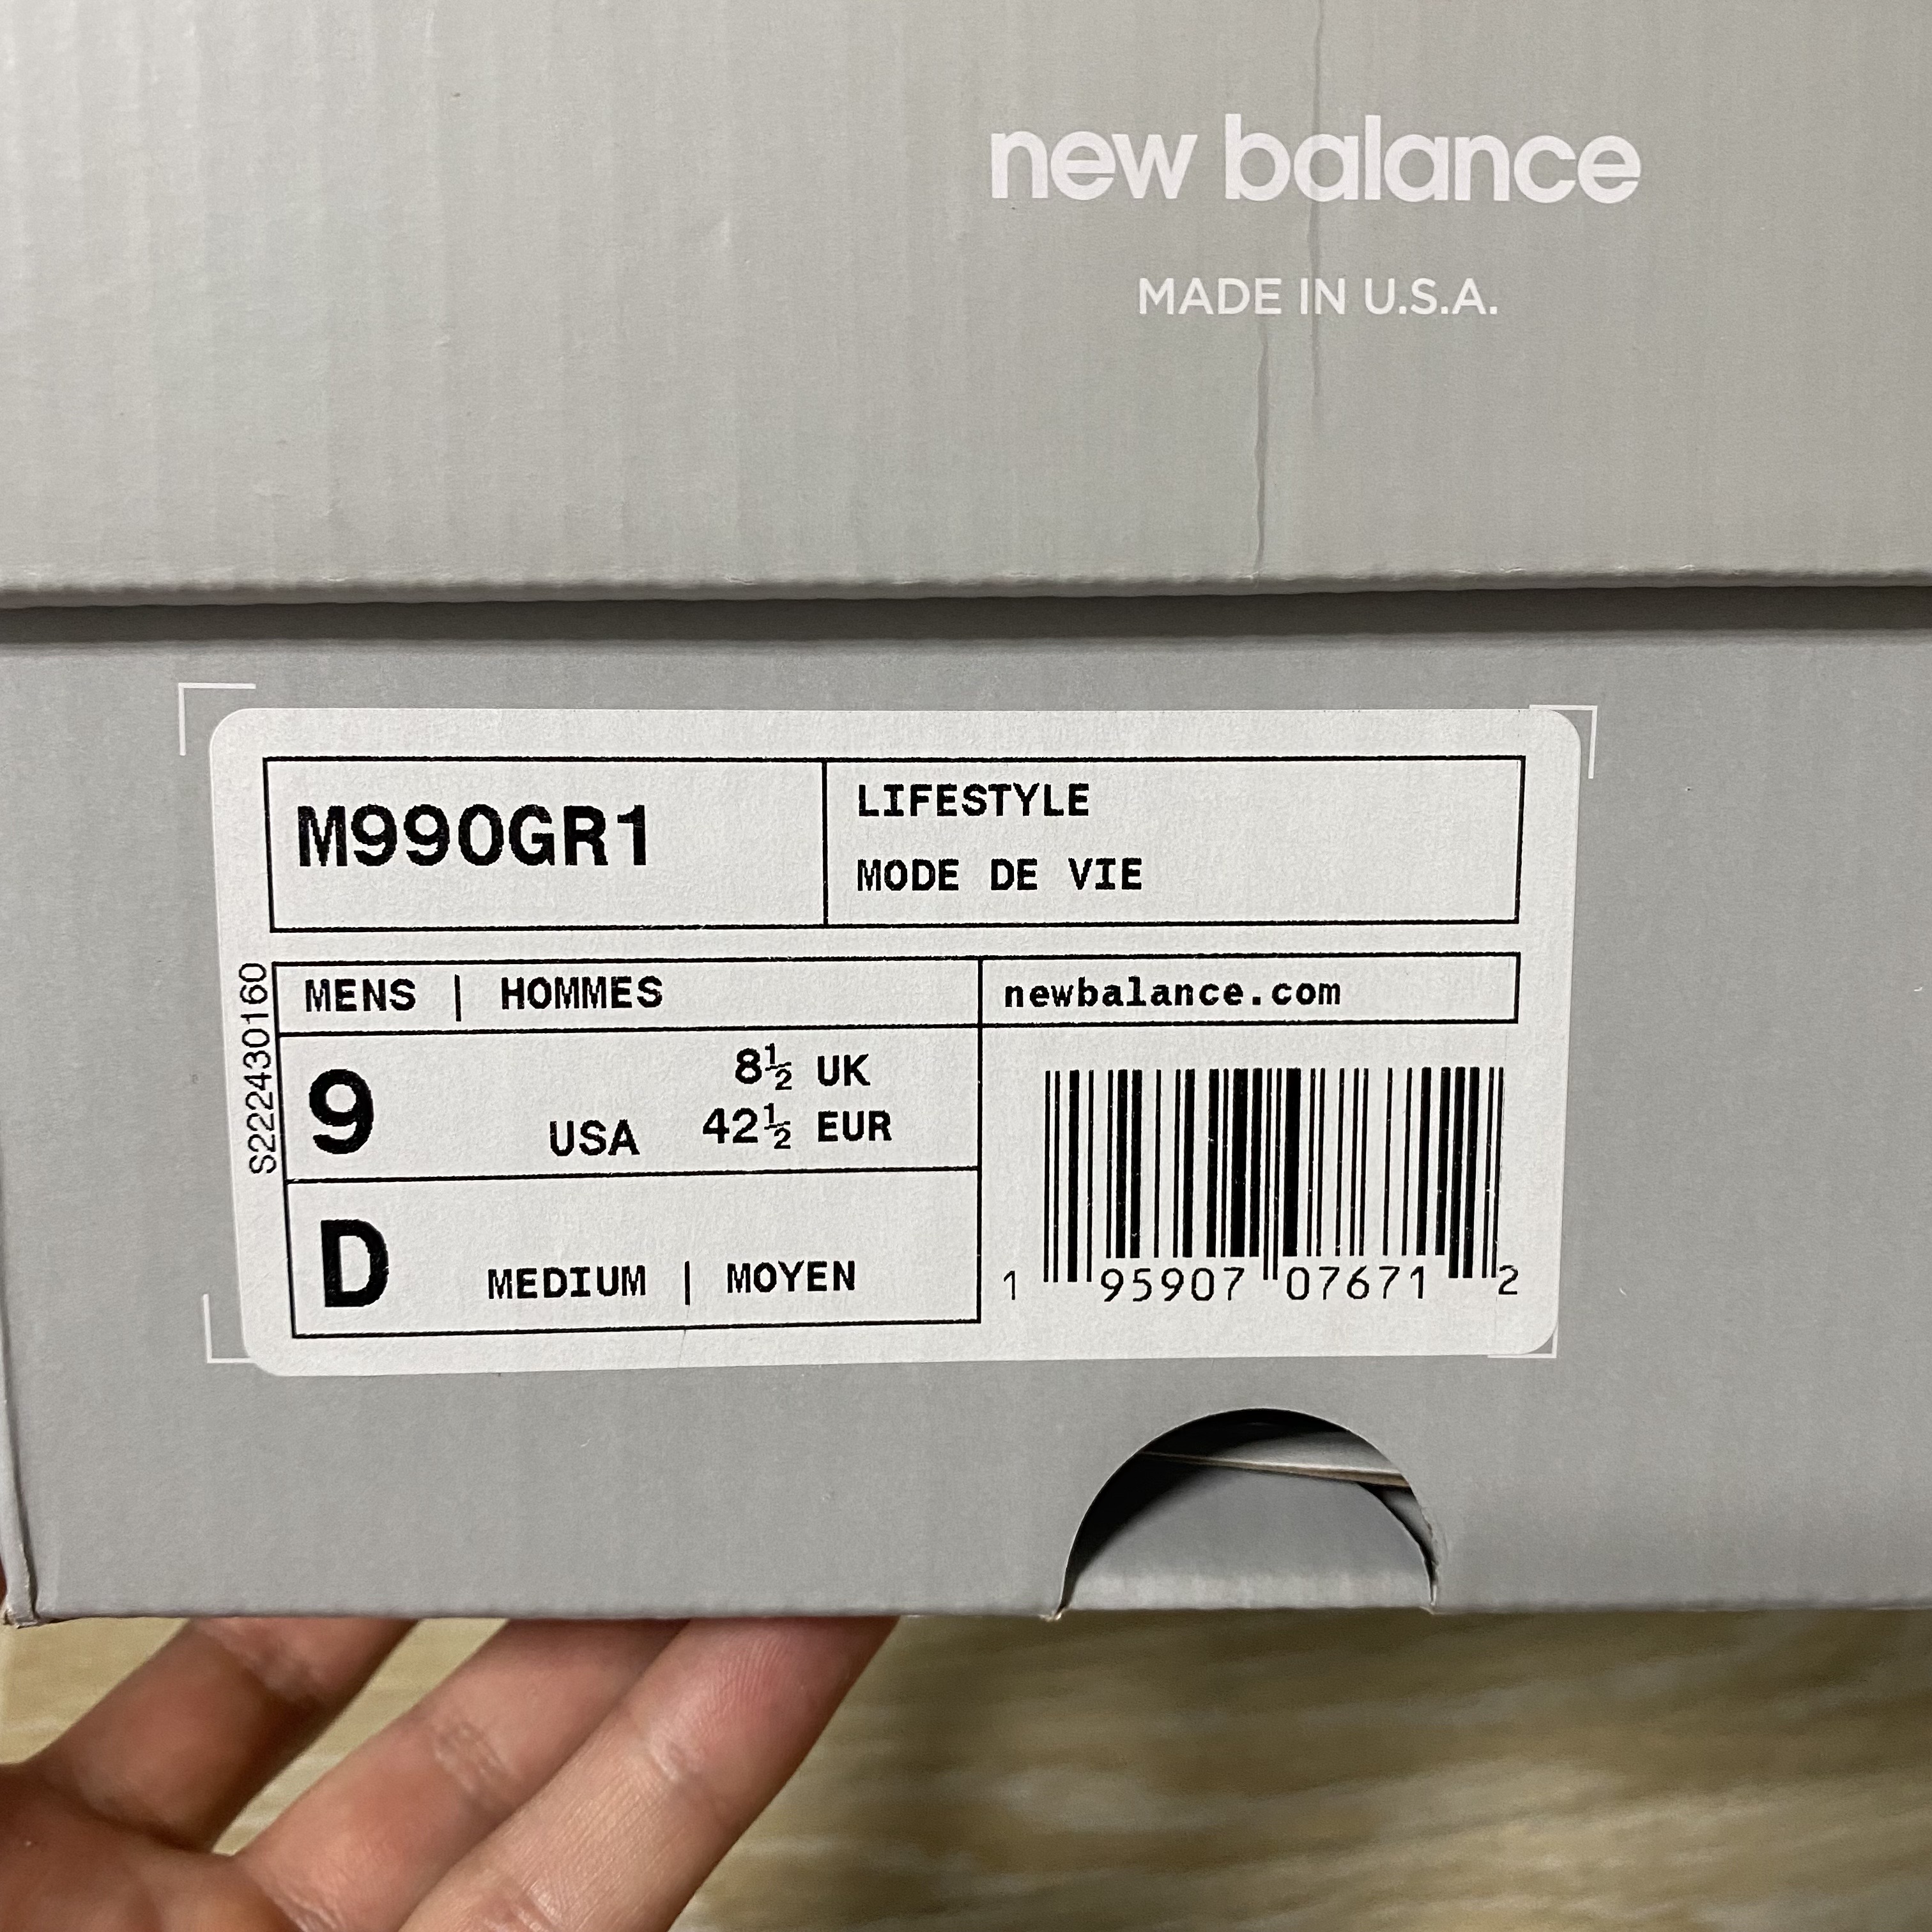 new balance
MADE IN U.S.A.
M990GR1
LIFESTYLE
MODE DE VIE
S222430160
MENS | HOMMES
newbalance.com
9 USA
8½ UK
42½ EUR
D MEDIUM | MOYEN
1 95907 07671 2